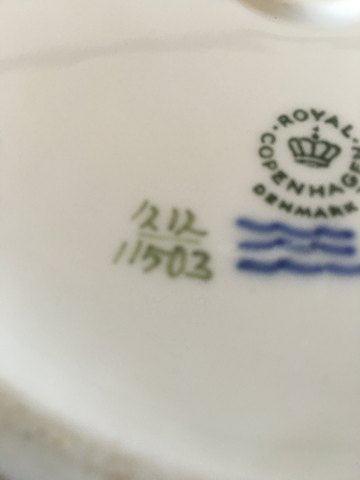 ROYAL
COPENHAGEN
DENMARK
1212
11503